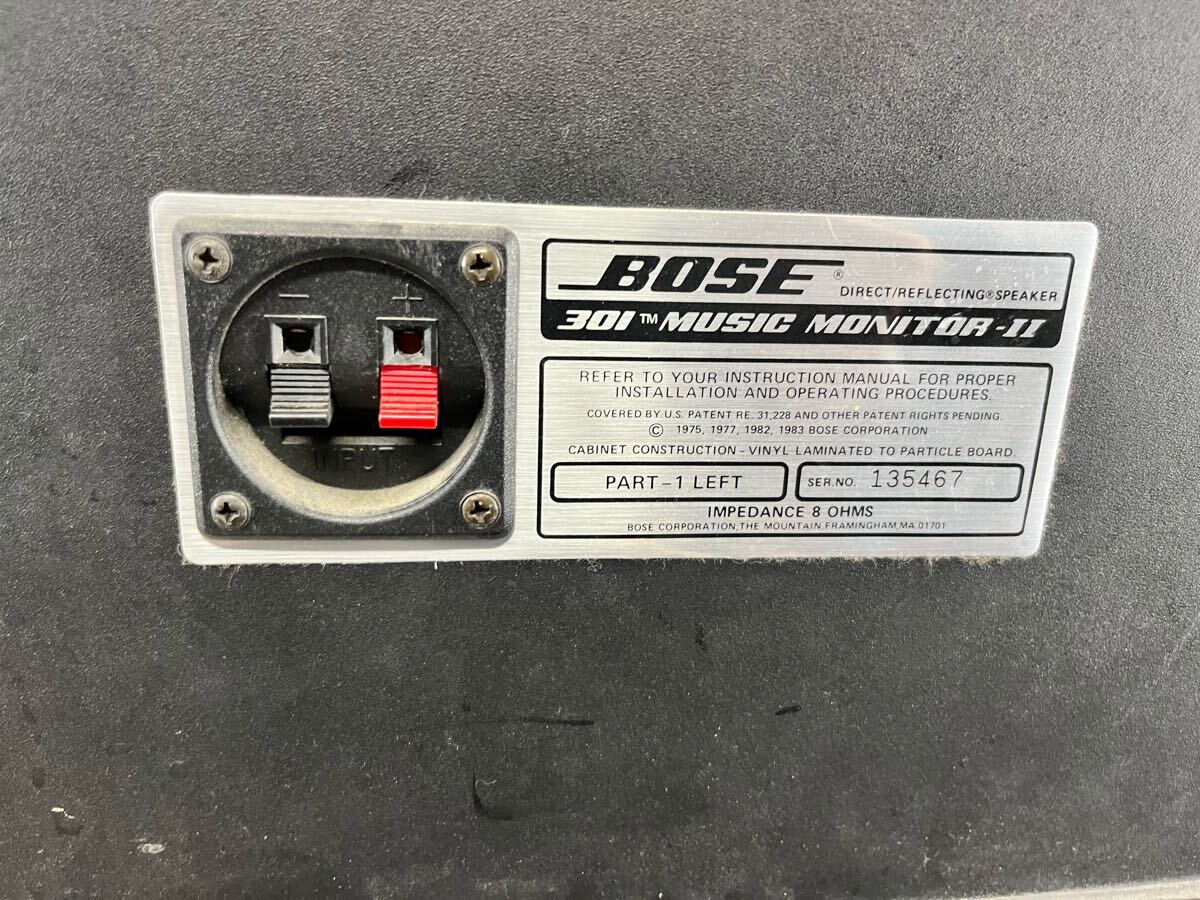 − +
INPUT
BOSE®
DIRECT/REFLECTING® SPEAKER
301™ MUSIC MONITOR-II
REFER TO YOUR INSTRUCTION MANUAL FOR PROPER
INSTALLATION AND OPERATING PROCEDURES.
COVERED BY U.S. PATENT RE. 31,228 AND OTHER PATENT RIGHTS PENDING.
© 1975, 1977, 1982, 1983 BOSE CORPORATION
CABINET CONSTRUCTION - VINYL LAMINATED TO PARTICLE BOARD.
PART-1 LEFT
SER.NO. 135467
IMPEDANCE 8 OHMS
BOSE CORPORATION, THE MOUNTAIN, FRAMINGHAM, MA. 01701